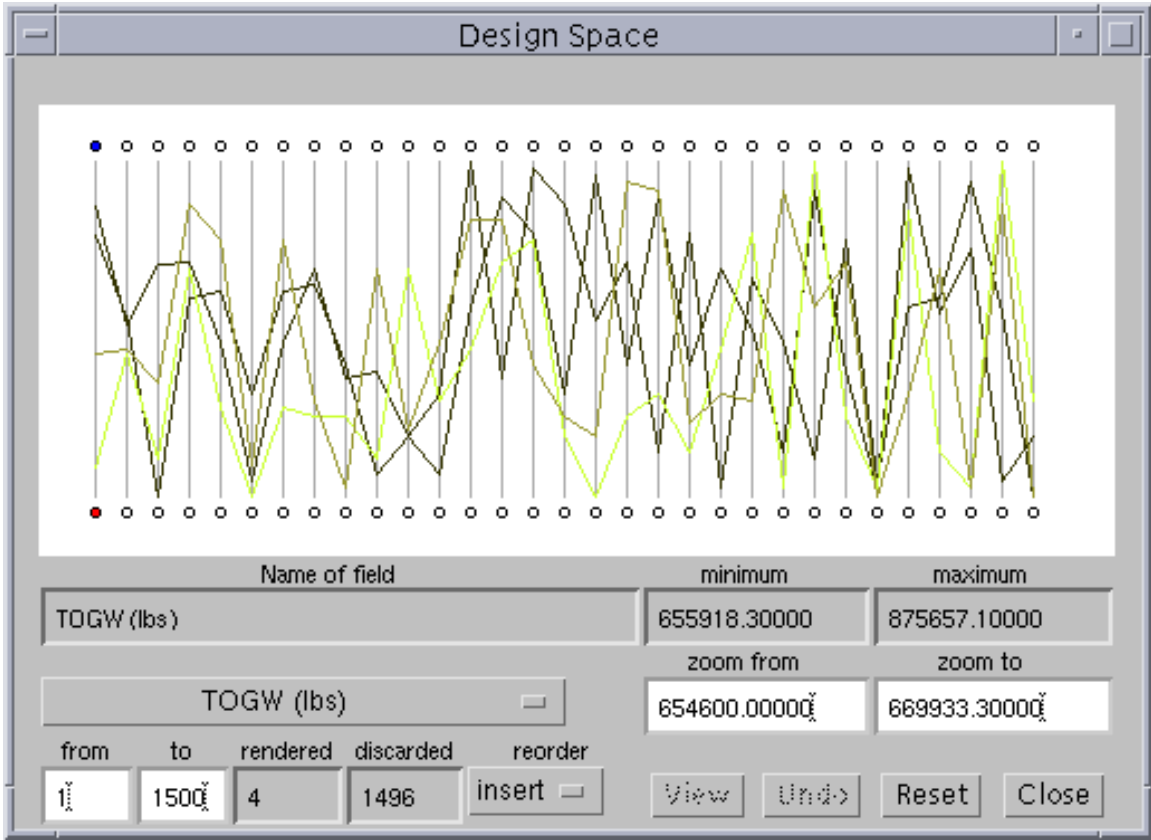 Design Space
Name of field minimum maximum
TOGW (lbs) 655918.30000 875657.10000
zoom from zoom to
TOGW (lbs) 654600.00000 669933.30000
from to rendered discarded reorder
1 1500 4 1496 insert
View Undo Reset Close